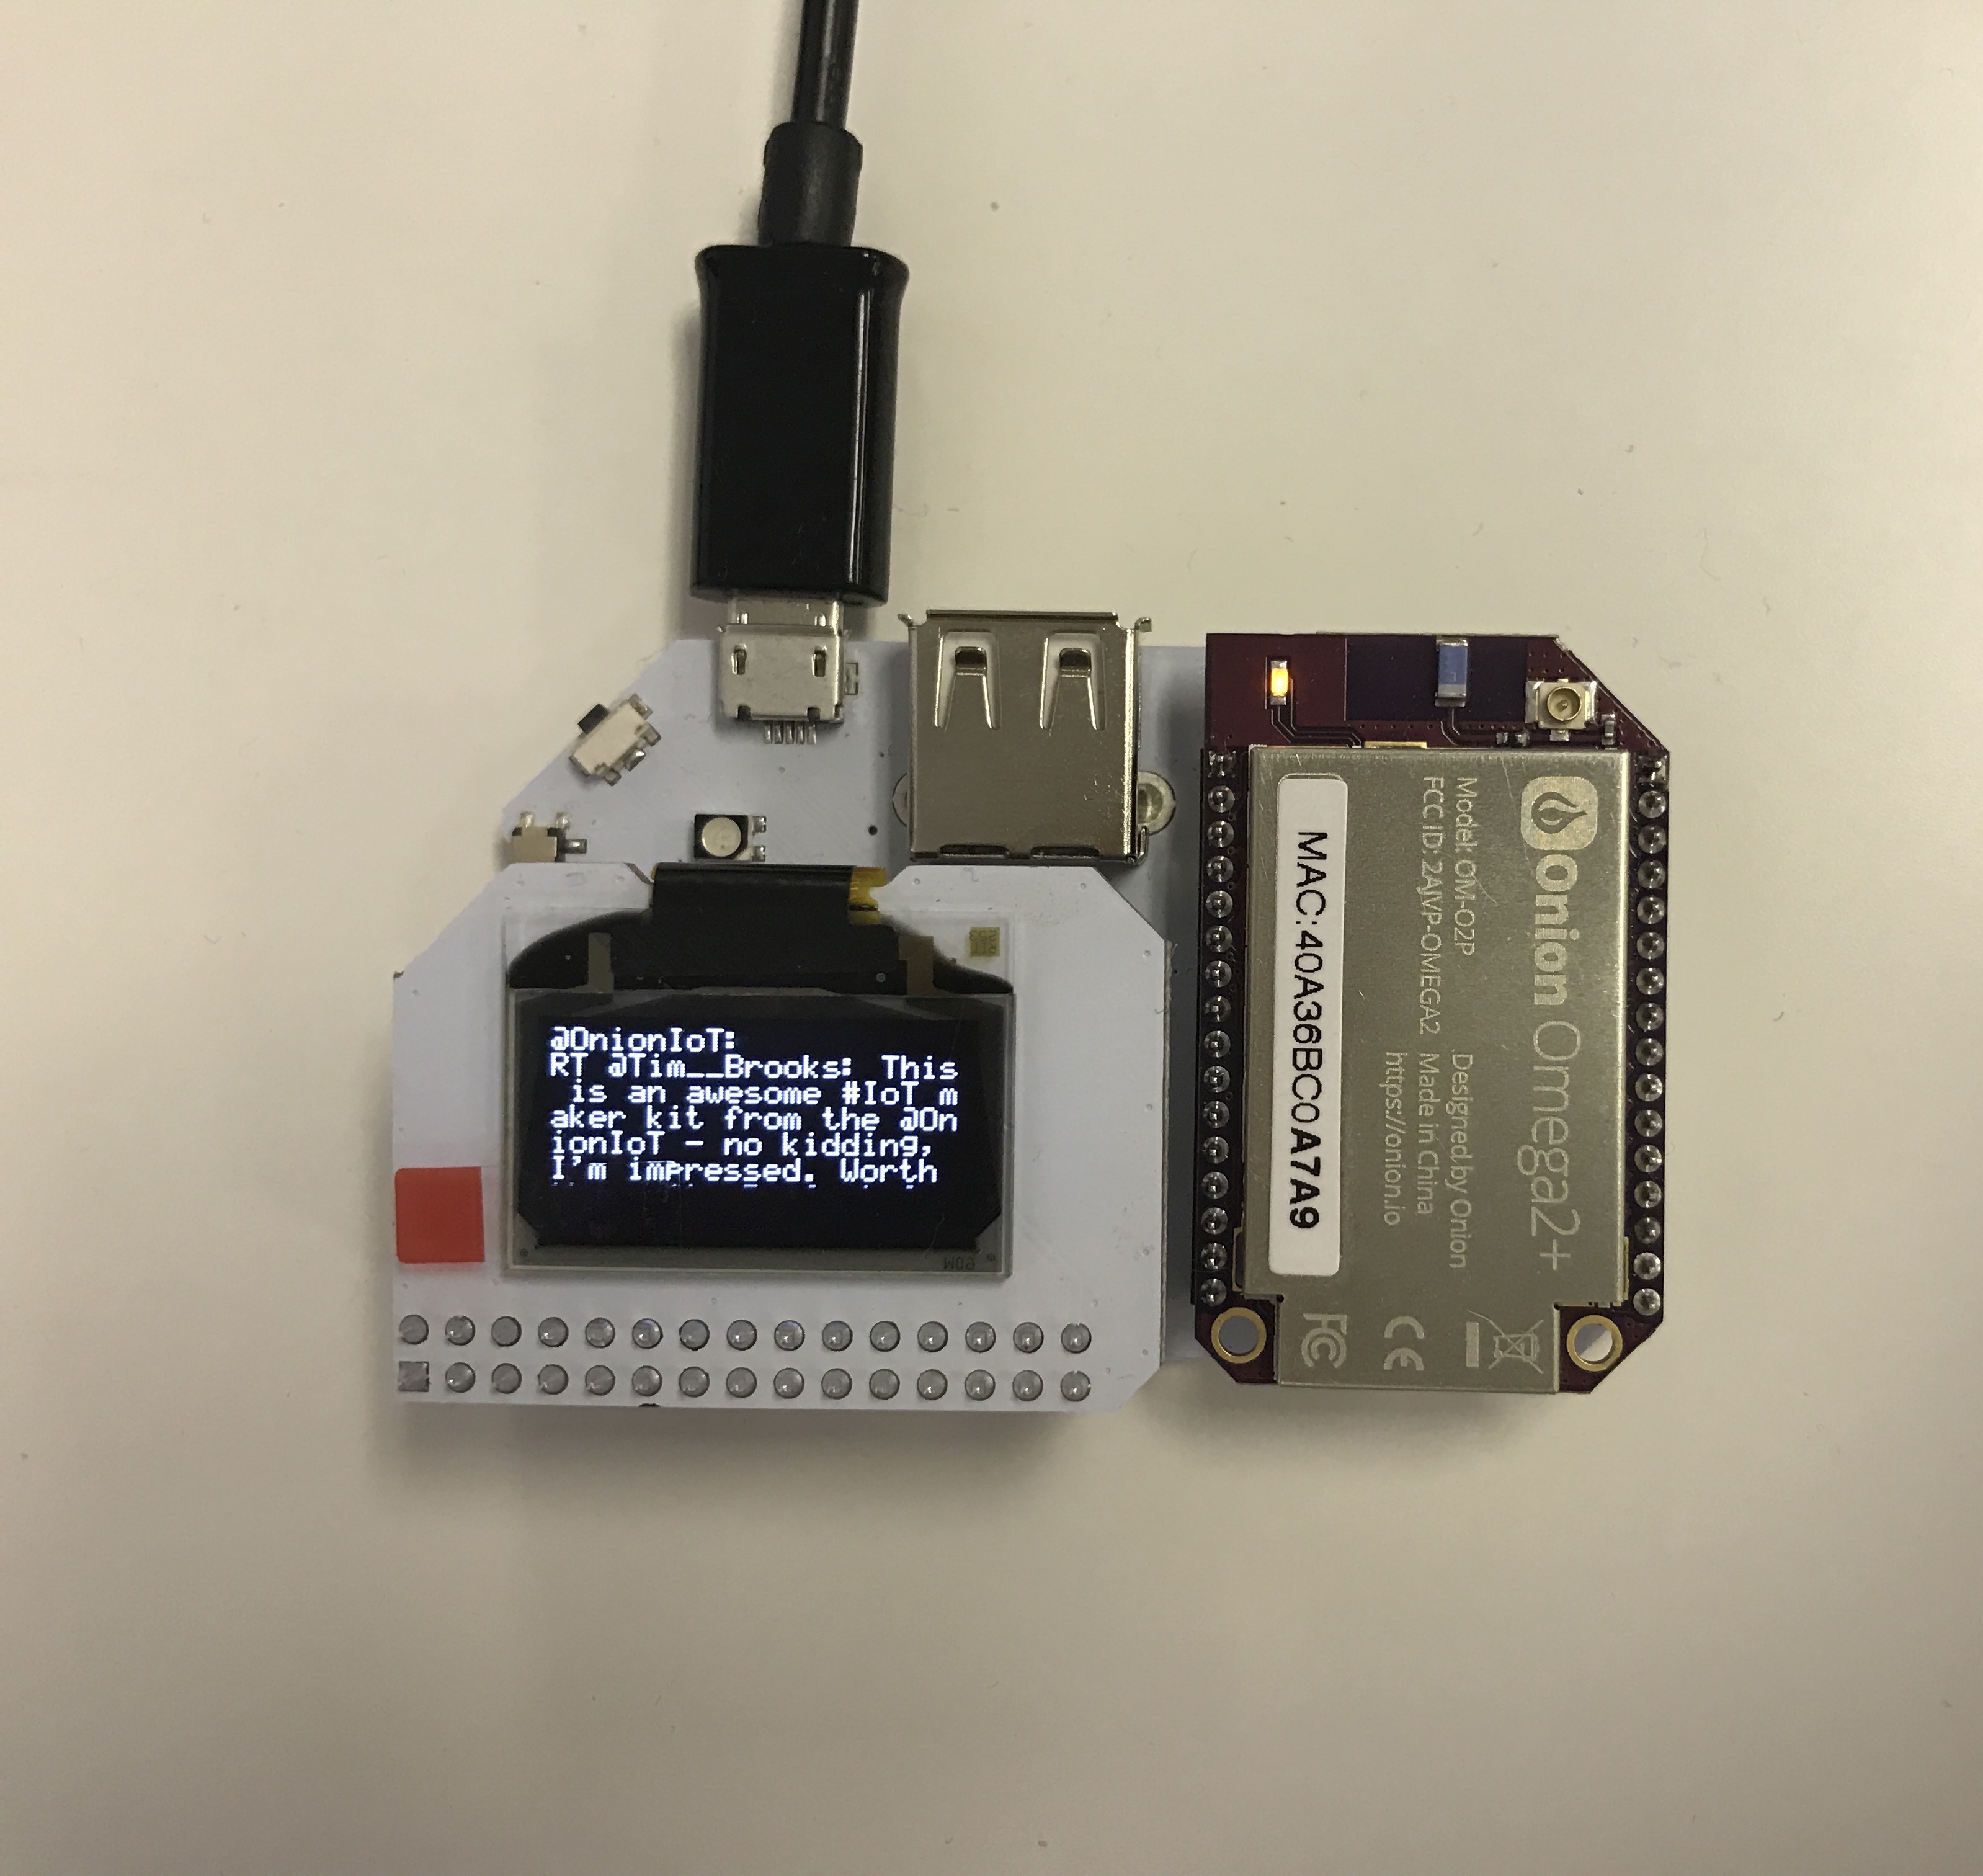 @OnionIoT:
RT @Tim__Brooks: This
is an awesome #IoT m
aker kit from the @On
ionIoT - no kidding,
I'm impressed. Worth
onion Omega2+
Model: OM-O2P
FCC ID: 2AJVP-OMEGA2
Designed by Onion
Made in China
https://onion.io
MAC:40A36BC0A7A9
FC CE